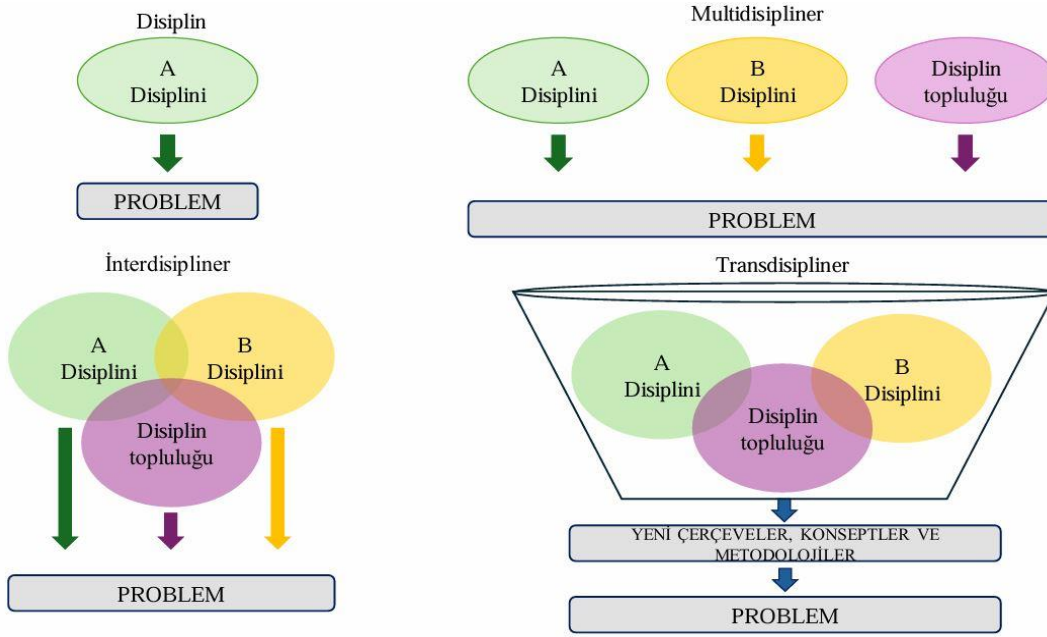 Disiplin
A
Disiplini
PROBLEM
Multidisipliner
A
Disiplini
B
Disiplini
Disiplin
topluluğu
PROBLEM
İnterdisipliner
A
Disiplini
B
Disiplini
Disiplin
topluluğu
PROBLEM
Transdisipliner
A
Disiplini
B
Disiplini
Disiplin
topluluğu
YENİ ÇERÇEVELER, KONSEPTLER VE
METODOLOJİLER
PROBLEM